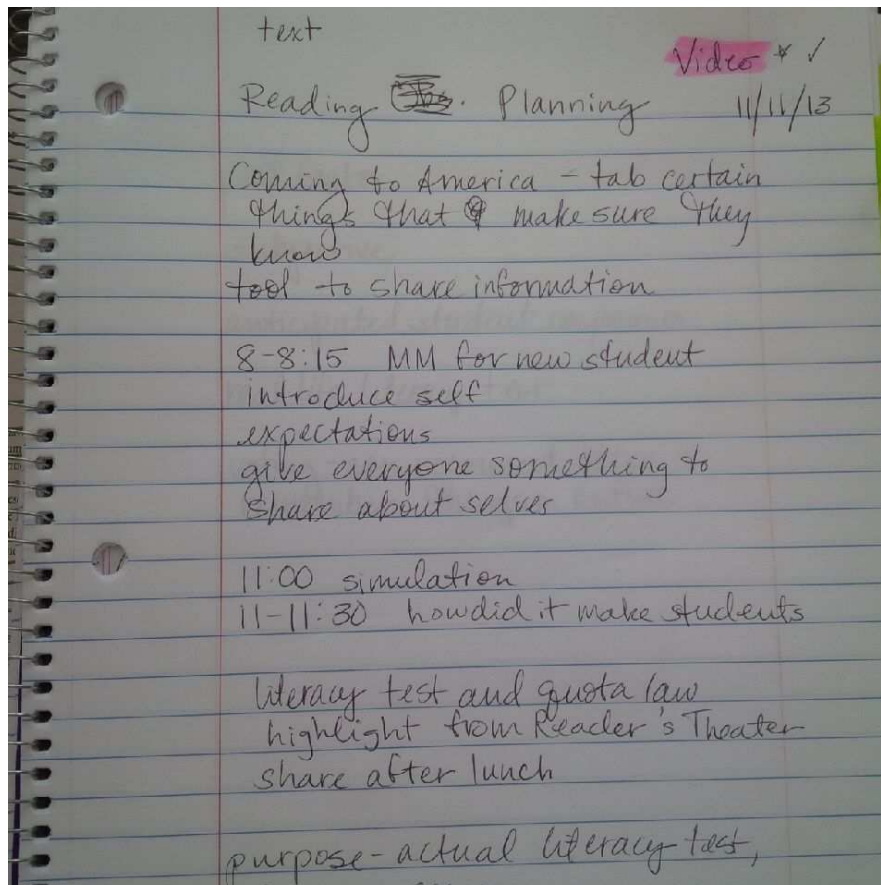 text
Video * ✓
Reading Planning 11/11/13
Coming to America - tab certain
things that make sure they
know
tool to share information
8-8:15 MM for new student
introduce self
expectations
give everyone something to
share about selves
11:00 simulation
11-11:30 how did it make students
literacy test and quota law
highlight from Reader's Theater
share after lunch
purpose - actual literacy test,